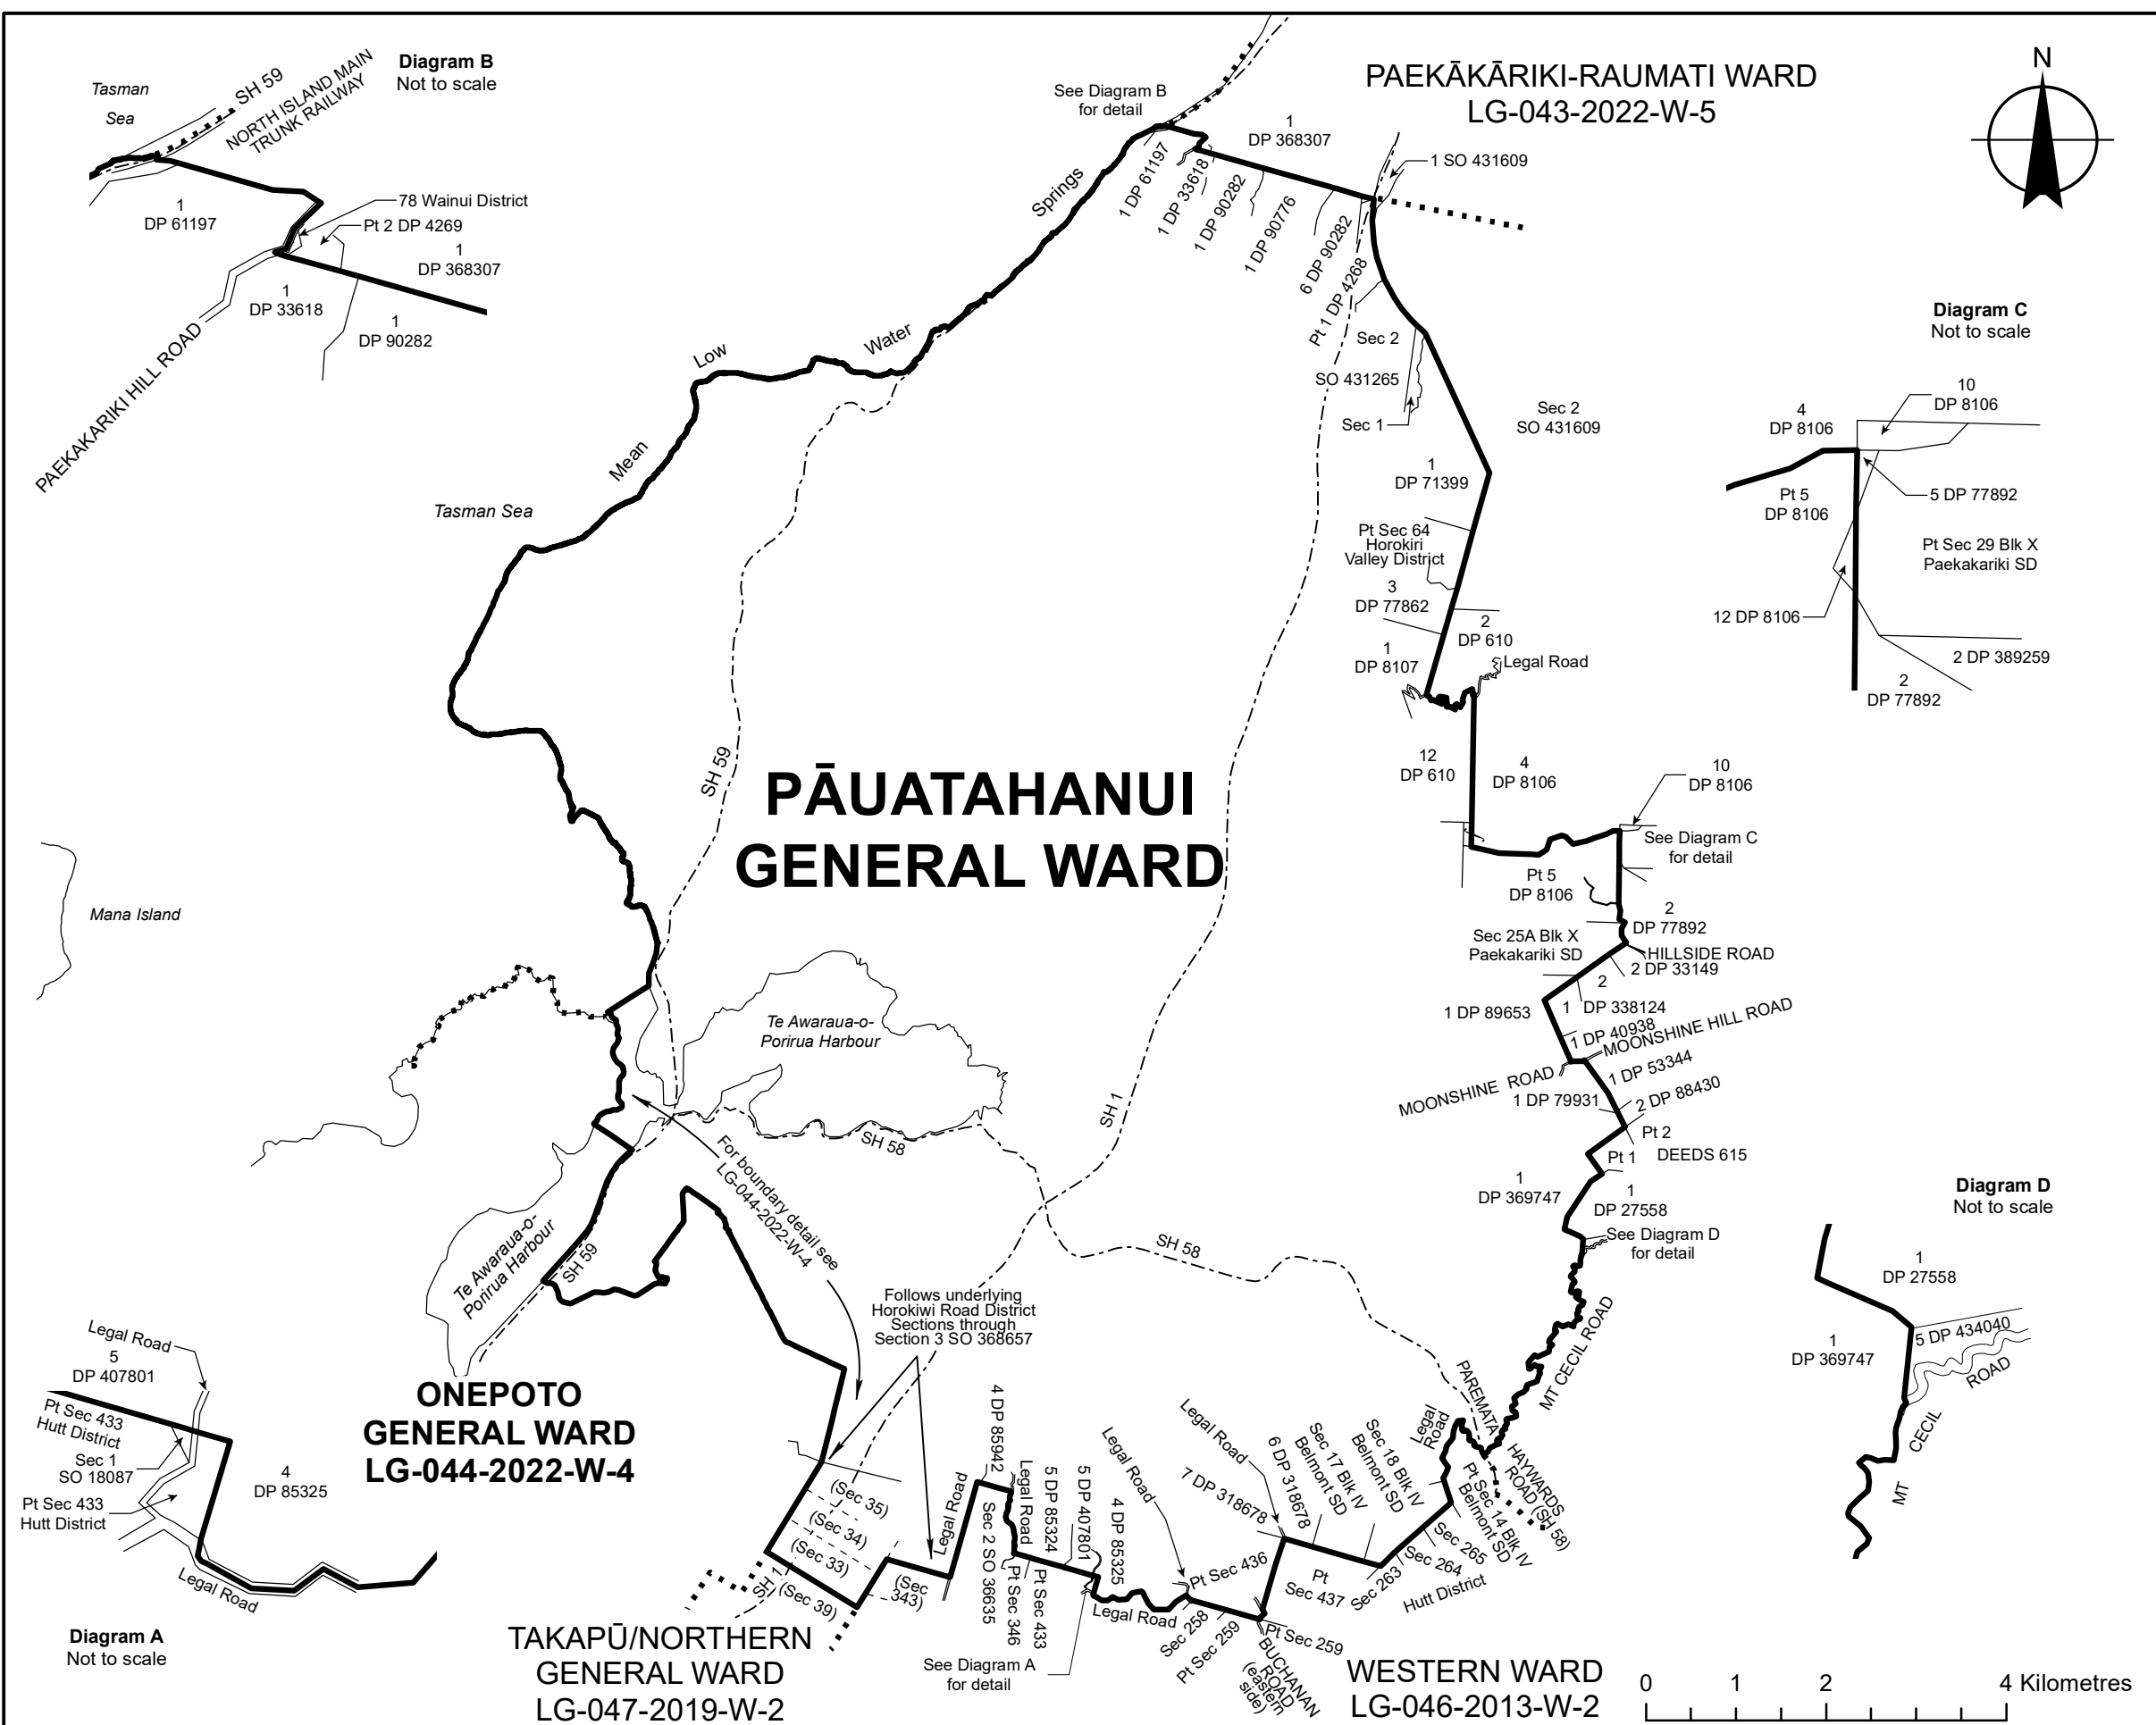 Diagram B
Not to scale
Tasman
Sea
SH 59
NORTH ISLAND MAIN
TRUNK RAILWAY
1
DP 61197
78 Wainui District
Pt 2 DP 4269
1
DP 368307
1
DP 33618
1
DP 90282
PAEKAKARIKI HILL ROAD
See Diagram B
for detail
PAEKĀKĀRIKI-RAUMATI WARD
LG-043-2022-W-5
N
1
DP 368307
1 SO 431609
1 DP 61197
1 DP 33618
1 DP 90282
1 DP 90776
6 DP 90282
Pt 1 DP 4268
Springs
Water
Low
Mean
Tasman Sea
Sec 2
SO 431265
Sec 1
Sec 2
SO 431609
1
DP 71399
Pt Sec 64
Horokiri
Valley District
3
DP 77862
2
DP 610
1
DP 8107
Legal Road
Diagram C
Not to scale
10
DP 8106
4
DP 8106
5 DP 77892
Pt 5
DP 8106
Pt Sec 29 Blk X
Paekakariki SD
12 DP 8106
2 DP 389259
2
DP 77892
SH 59
PĀUATAHANUI
GENERAL WARD
12
DP 610
4
DP 8106
10
DP 8106
See Diagram C
for detail
Pt 5
DP 8106
2
DP 77892
Sec 25A Blk X
Paekakariki SD
HILLSIDE ROAD
2 DP 33149
2
1
DP 338124
1 DP 89653
1 DP 40938
MOONSHINE HILL ROAD
MOONSHINE ROAD
1 DP 53344
1 DP 79931
2 DP 88430
Pt 2
DEEDS 615
Pt 1
1
DP 369747
1
DP 27558
See Diagram D
for detail
Mana Island
Te Awaraua-o-
Porirua Harbour
SH 1
SH 58
SH 58
For boundary detail see
LG-044-2022-W-4
Te Awaraua-o-
Porirua Harbour
SH 59
Follows underlying
Horokiwi Road District
Sections through
Section 3 SO 368657
Diagram D
Not to scale
1
DP 27558
5 DP 434040
1
DP 369747
ROAD
CECIL
MT
MT CECIL ROAD
PAREMATA
HAYWARDS
ROAD (SH 58)
Legal Road
5
DP 407801
Pt Sec 433
Hutt District
Sec 1
SO 18087
Pt Sec 433
Hutt District
4
DP 85325
Legal Road
Diagram A
Not to scale
ONEPOTO
GENERAL WARD
LG-044-2022-W-4
(Sec 35)
(Sec 34)
(Sec 33)
(Sec 39)
(Sec
343)
SH 1
Legal Road
4 DP 85942
Sec 2 SO 36635
Legal Road
Pt Sec 346
5 DP 85324
Pt Sec 433
5 DP 407801
4 DP 85325
Legal Road
Legal Road
See Diagram A
for detail
Sec 258
Pt Sec 259
Pt Sec 436
7 DP 318678
Legal Road
6 DP 318678
Sec 17 Blk IV
Belmont SD
Sec 18 Blk IV
Belmont SD
Legal
Road
Pt Sec 14 Blk IV
Belmont SD
Pt
Sec 437
Sec 263
Sec 264
Sec 265
Hutt District
Pt Sec 259
BUCHANAN
ROAD
(eastern
side)
TAKAPŪ/NORTHERN
GENERAL WARD
LG-047-2019-W-2
WESTERN WARD
LG-046-2013-W-2
0 1 2 4 Kilometres